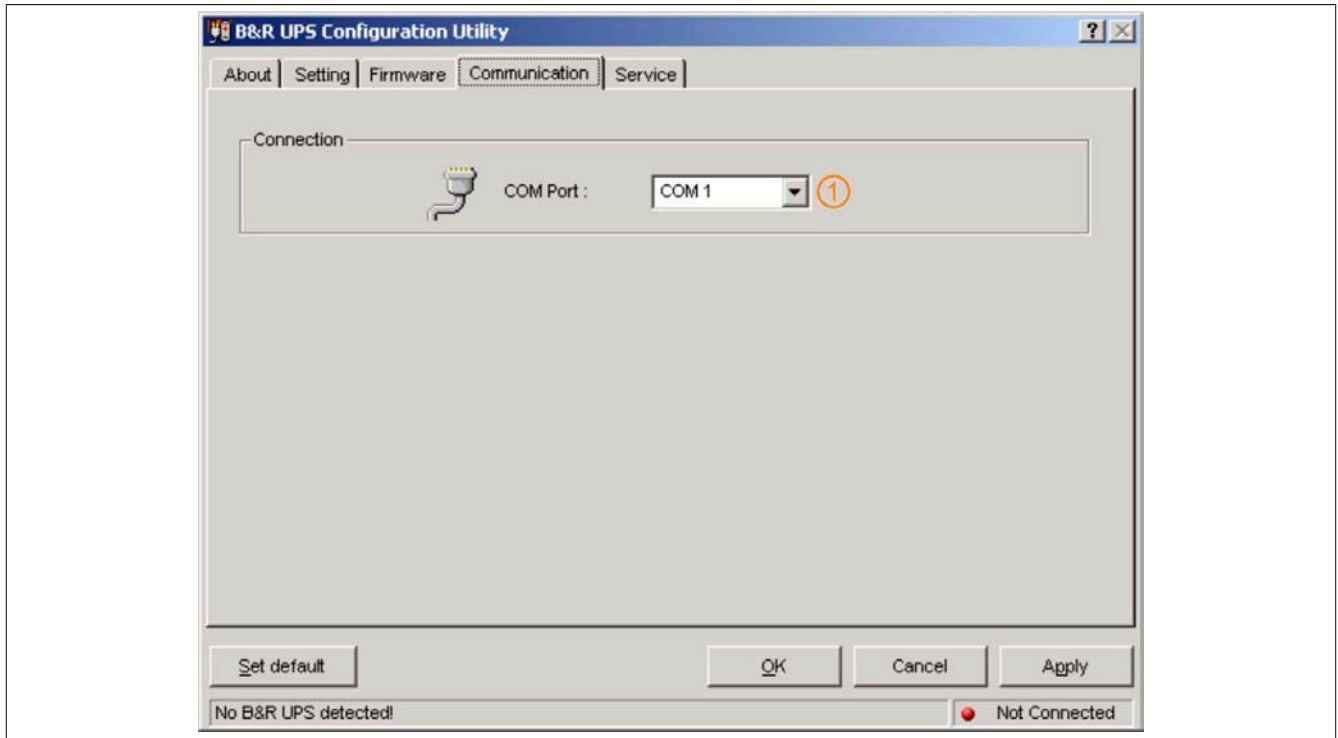 B&R UPS Configuration Utility
About Setting Firmware Communication Service
Connection
COM Port : COM 1 1
Set default OK Cancel Apply
No B&R UPS detected! Not Connected